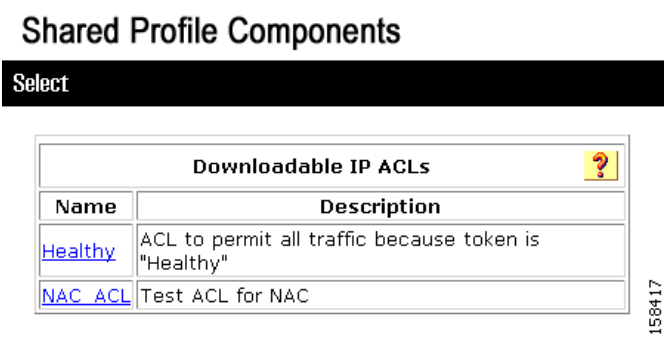 Shared Profile Components
Select
Downloadable IP ACLs ?
Name Description
Healthy ACL to permit all traffic because token is
"Healthy"
NAC_ACL Test ACL for NAC
158417